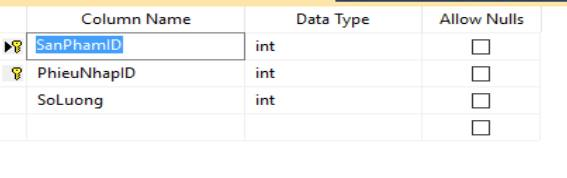 Column Name Data Type Allow Nulls
SanPhamID int
PhieuNhapID int
SoLuong int